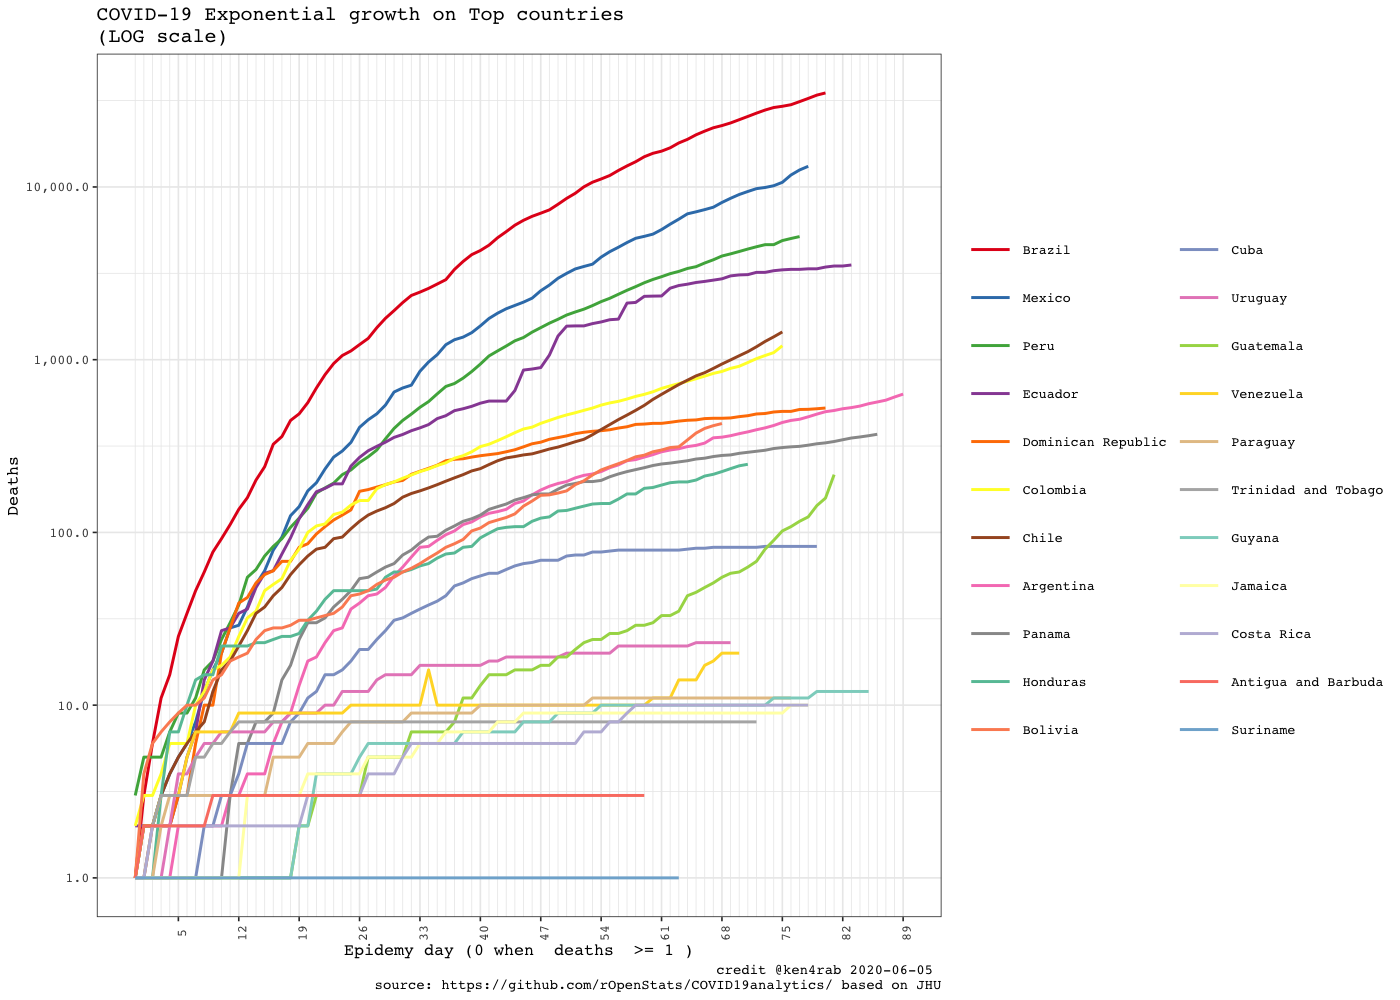 COVID-19 Exponential growth on Top countries
(LOG scale)
Deaths
10,000.0
1,000.0
100.0
10.0
1.0
5 12 19 26 33 40 47 54 61 68 75 82 89
Epidemy day (0 when  deaths  >= 1 )
credit @ken4rab 2020-06-05
source: https://github.com/rOpenStats/COVID19analytics/ based on JHU
Brazil
Mexico
Peru
Ecuador
Dominican Republic
Colombia
Chile
Argentina
Panama
Honduras
Bolivia
Cuba
Uruguay
Guatemala
Venezuela
Paraguay
Trinidad and Tobago
Guyana
Jamaica
Costa Rica
Antigua and Barbuda
Suriname